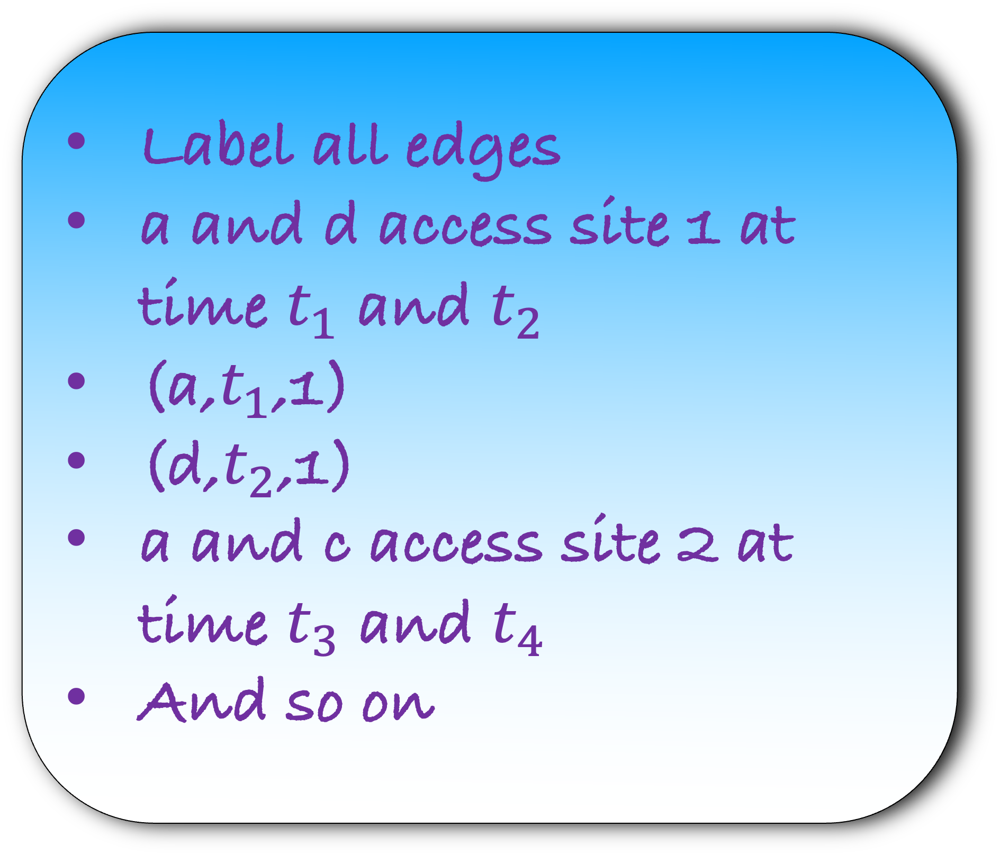 • Label all edges
• a and d access site 1 at
time t₁ and t₂
• (a,t₁,1)
• (d,t₂,1)
• a and c access site 2 at
time t₃ and t₄
• And so on